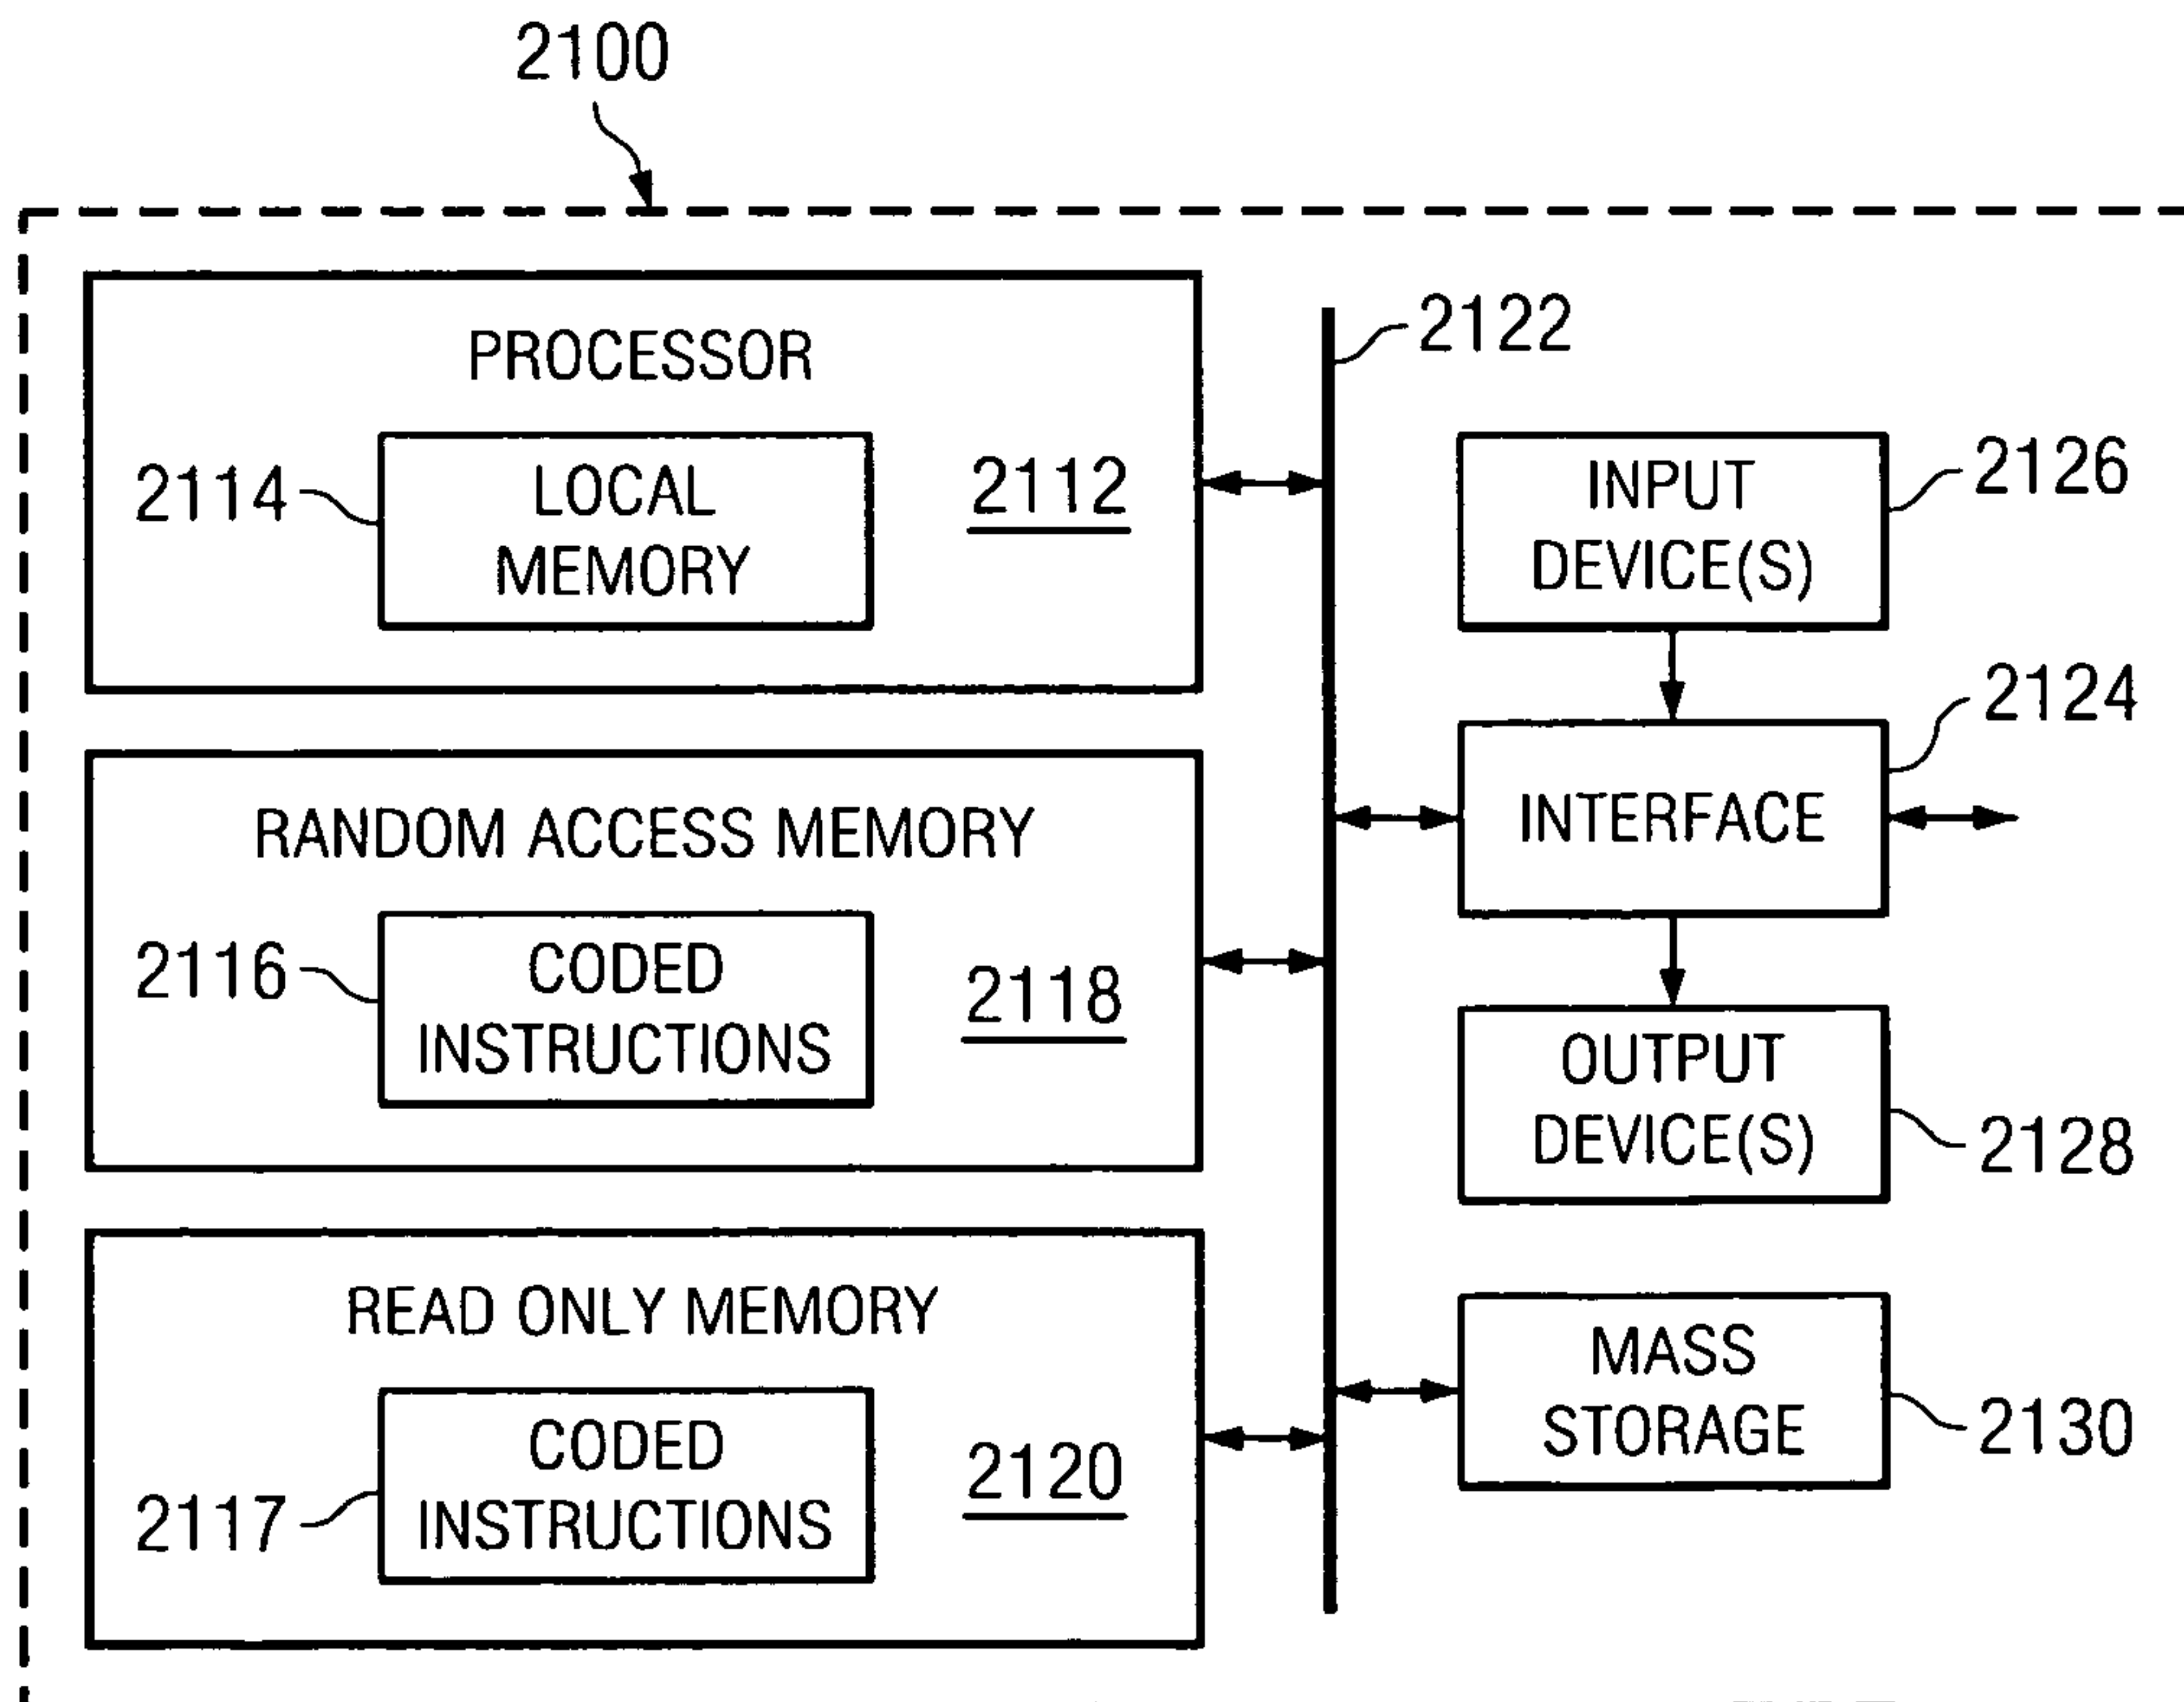 2100
PROCESSOR
2114
LOCAL
MEMORY
2112
2122
INPUT
DEVICE(S)
2126
2124
INTERFACE
RANDOM ACCESS MEMORY
2116
CODED
INSTRUCTIONS
2118
OUTPUT
DEVICE(S)
2128
READ ONLY MEMORY
2117
CODED
INSTRUCTIONS
2120
MASS
STORAGE
2130